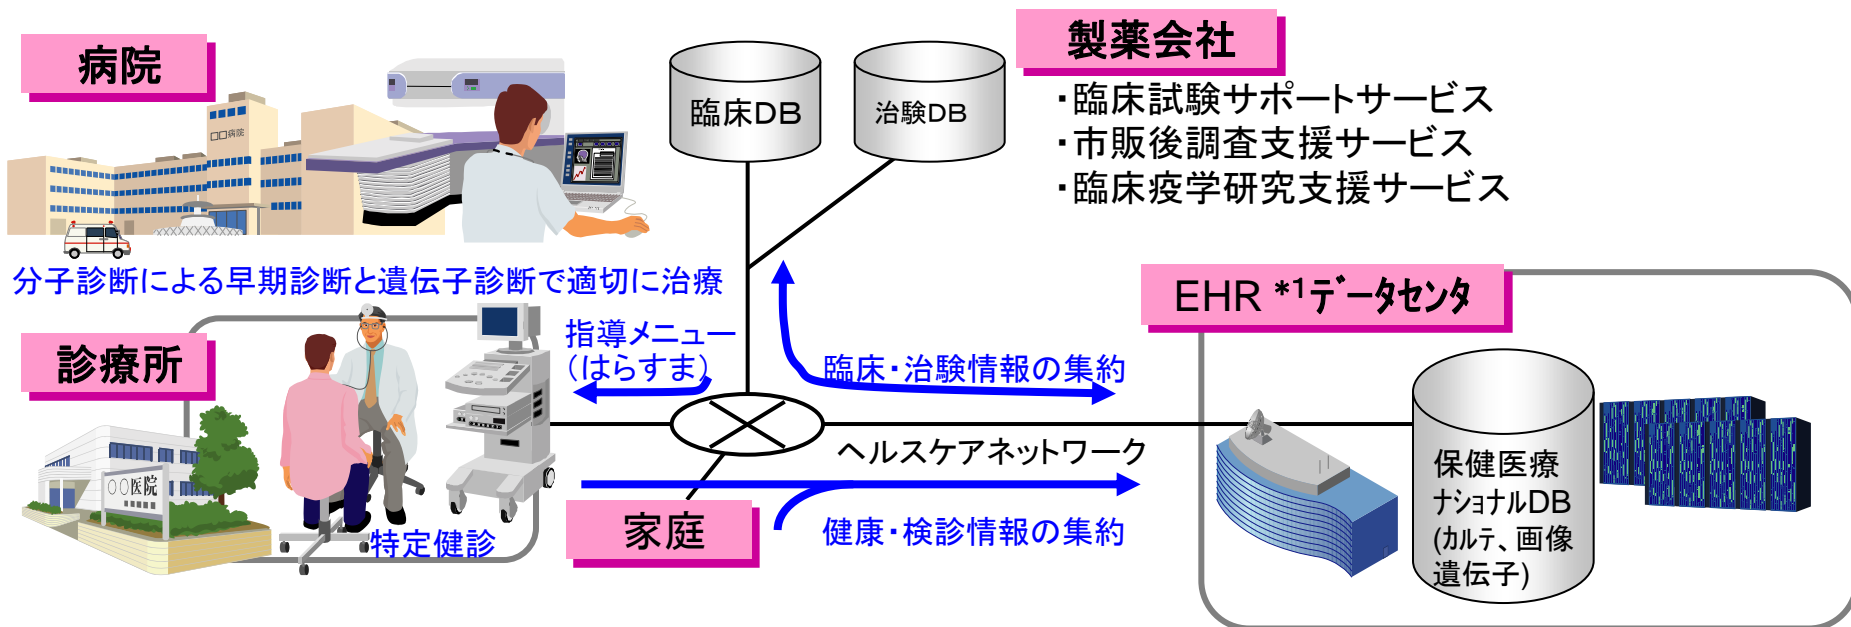 病院
□□病院
分子診断による早期診断と遺伝子診断で適切に治療
診療所
○○医院
特定健診
指導メニュー
(はらすま)
臨床DB
治験DB
製薬会社
・臨床試験サポートサービス
・市販後調査支援サービス
・臨床疫学研究支援サービス
臨床・治験情報の集約
ヘルスケアネットワーク
家庭
健康・検診情報の集約
EHR *1データセンタ
保健医療
ナショナルDB
(カルテ、画像
遺伝子)